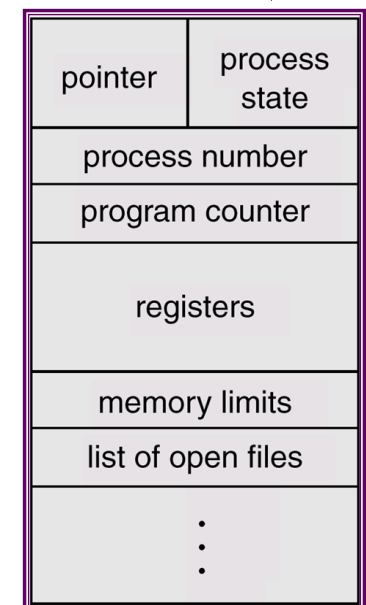 pointer
process
state
process number
program counter
registers
memory limits
list of open files
.
.
.